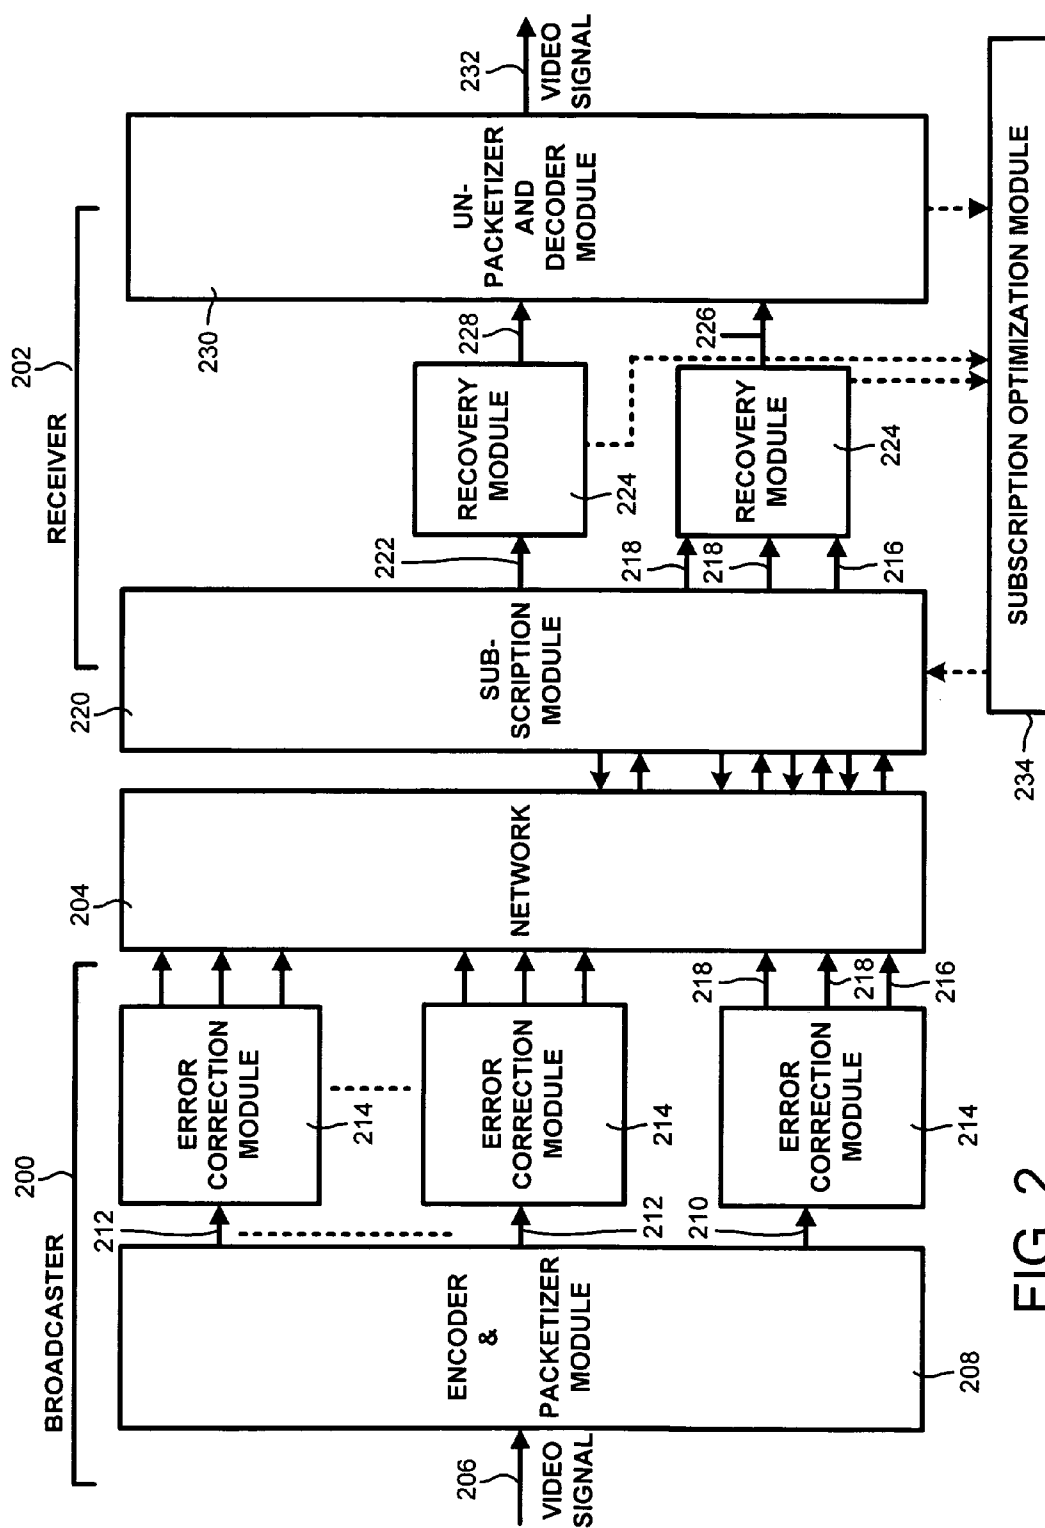 200
BROADCASTER
202
RECEIVER
206
VIDEO
SIGNAL
ENCODER
&
PACKETIZER
MODULE
208
212
212
210
ERROR
CORRECTION
MODULE
214
ERROR
CORRECTION
MODULE
214
ERROR
CORRECTION
MODULE
214
218
218
216
204
NETWORK
220
SUB-
SCRIPTION
MODULE
222
218
218
216
RECOVERY
MODULE
224
RECOVERY
MODULE
224
228
226
230
UN-
PACKETIZER
AND
DECODER
MODULE
232
VIDEO
SIGNAL
234
SUBSCRIPTION OPTIMIZATION MODULE
FIG. 2